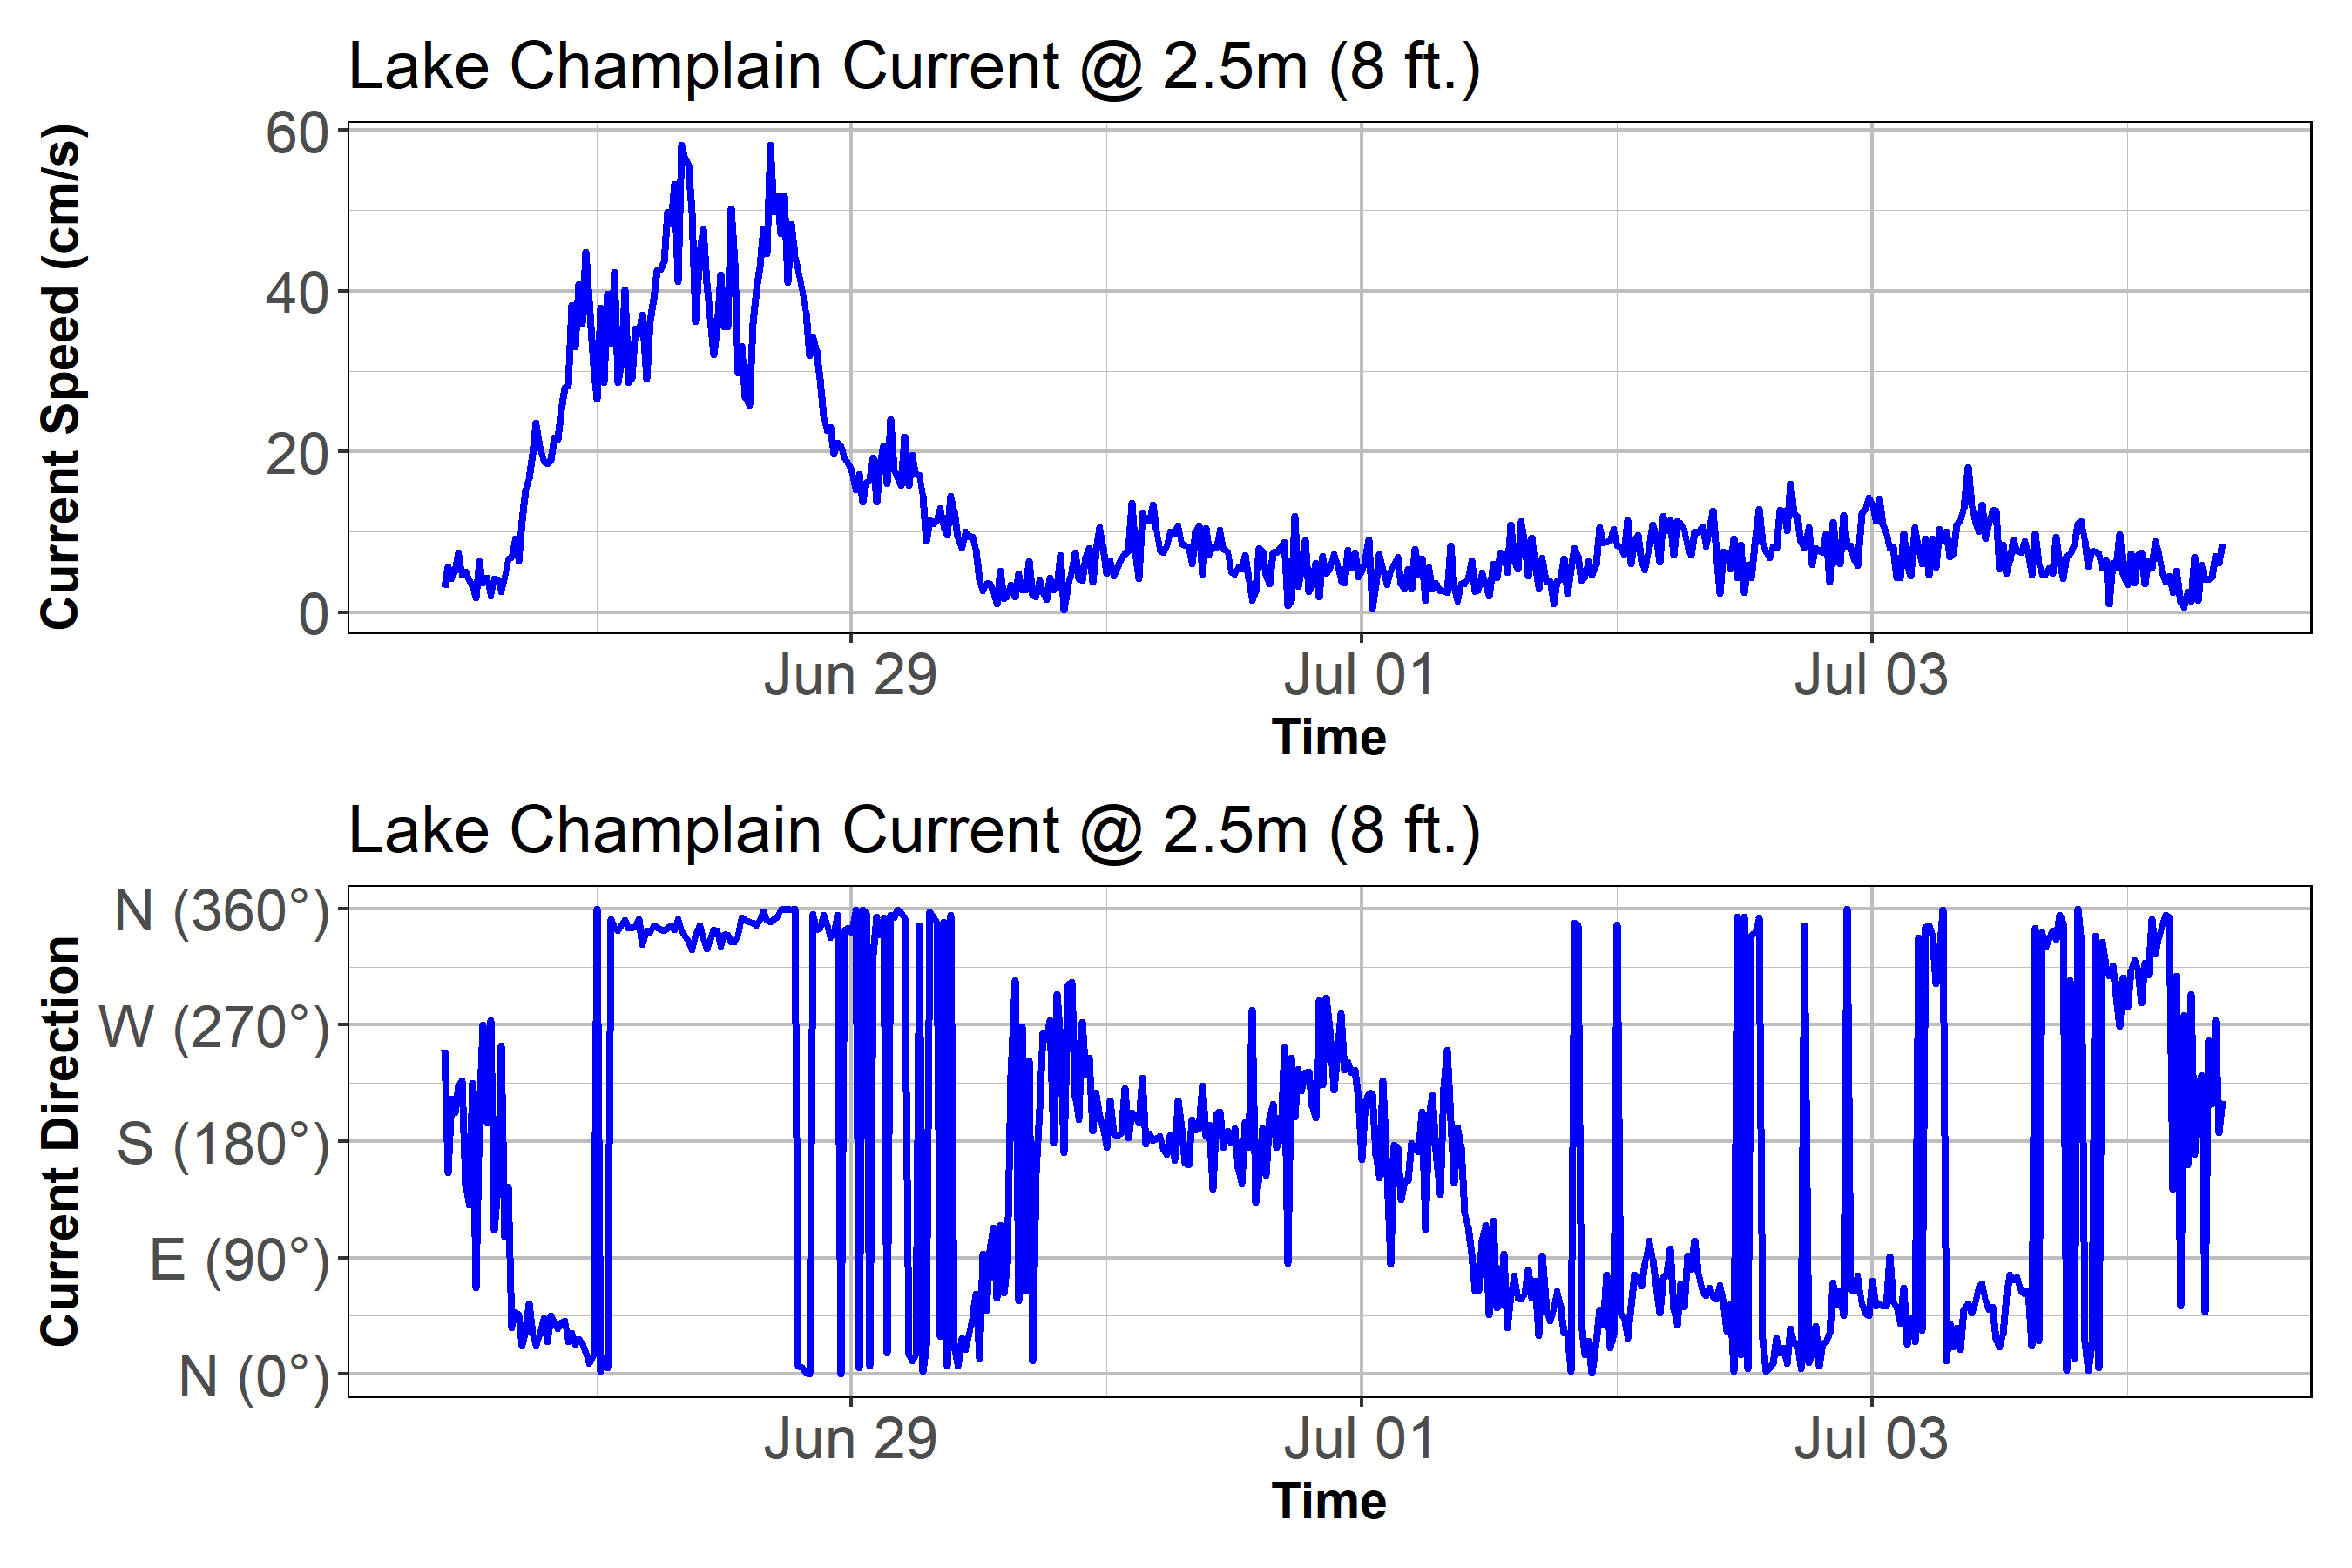 Lake Champlain Current @ 2.5m (8 ft.)
Current Speed (cm/s)
60
40
20
0
Jun 29
Jul 01
Jul 03
Time
Lake Champlain Current @ 2.5m (8 ft.)
Current Direction
N (360°)
W (270°)
S (180°)
E (90°)
N (0°)
Jun 29
Jul 01
Jul 03
Time